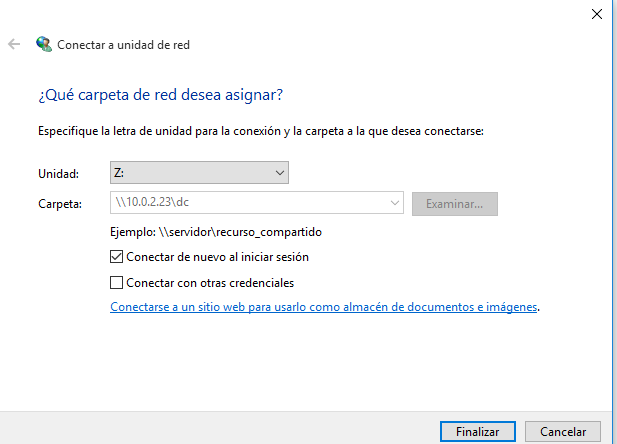 Conectar a unidad de red
¿Qué carpeta de red desea asignar?
Especifique la letra de unidad para la conexión y la carpeta a la que desea conectarse:
Unidad: Z:
Carpeta: \\10.0.2.23\dc Examinar...
Ejemplo: \\servidor\recurso_compartido
Conectar de nuevo al iniciar sesión
Conectar con otras credenciales
Conectarse a un sitio web para usarlo como almacén de documentos e imágenes.
Finalizar Cancelar